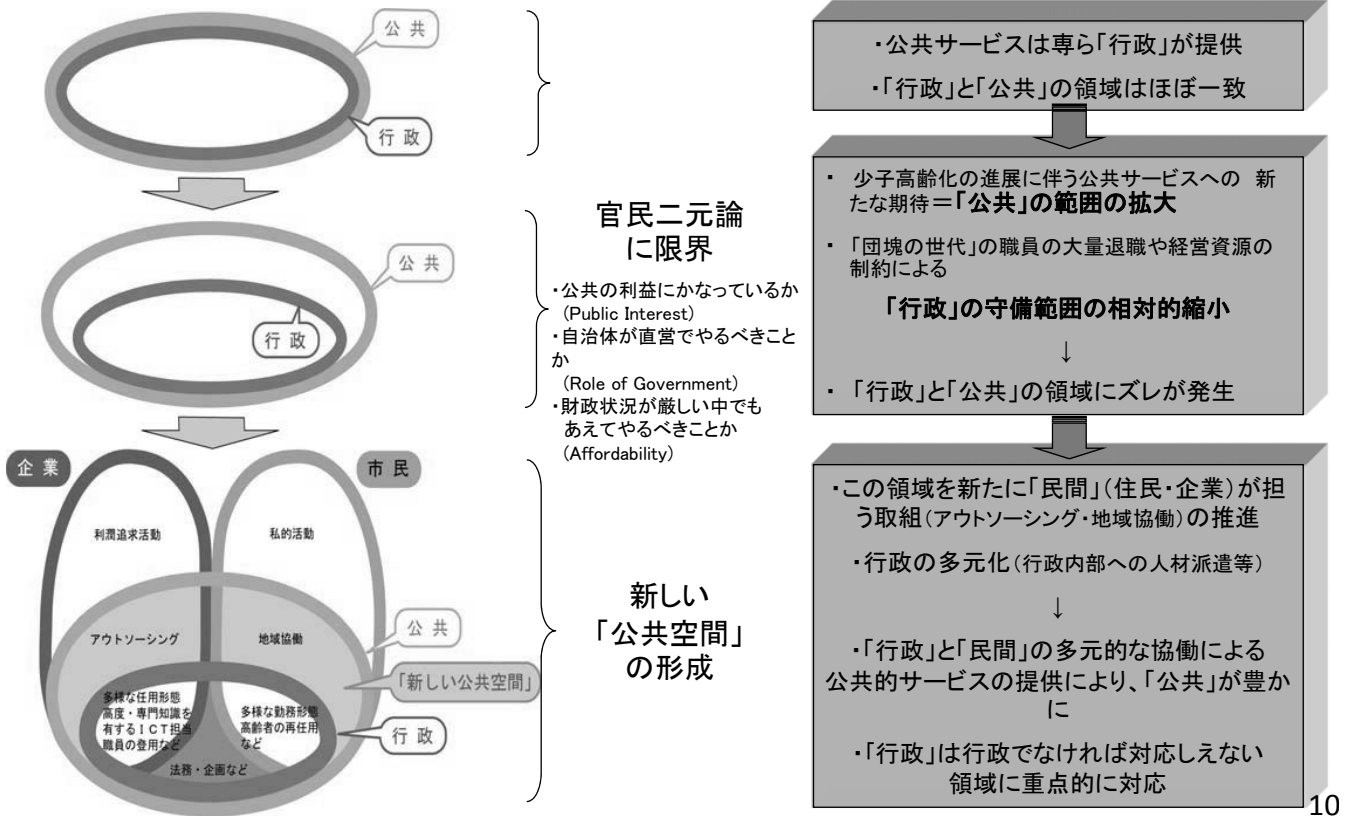 公 共
行 政
公 共
行 政
企 業
市 民
利潤追求活動
私的活動
アウトソーシング
地域協働
公 共
「新しい公共空間」
多様な任用形態
高度・専門知識を
有するＩＣＴ担当
職員の登用など
多様な勤務形態
高齢者の再任用
など
行 政
法務・企画など
官民二元論
に限界
・公共の利益にかなっているか
(Public Interest)
・自治体が直営でやるべきこと
か
(Role of Government)
・財政状況が厳しい中でも
あえてやるべきことか
(Affordability)
新しい
「公共空間」
の形成
・公共サービスは専ら「行政」が提供
・「行政」と「公共」の領域はほぼ一致
・ 少子高齢化の進展に伴う公共サービスへの 新
たな期待＝「公共」の範囲の拡大
・ 「団塊の世代」の職員の大量退職や経営資源の
制約による
「行政」の守備範囲の相対的縮小
↓
・ 「行政」と「公共」の領域にズレが発生
・この領域を新たに「民間」（住民・企業）が担
う取組（アウトソーシング・地域協働）の推進
・行政の多元化（行政内部への人材派遣等）
↓
・「行政」と「民間」の多元的な協働による
公共的サービスの提供により、「公共」が豊か
に
・「行政」は行政でなければ対応しえない
領域に重点的に対応
10